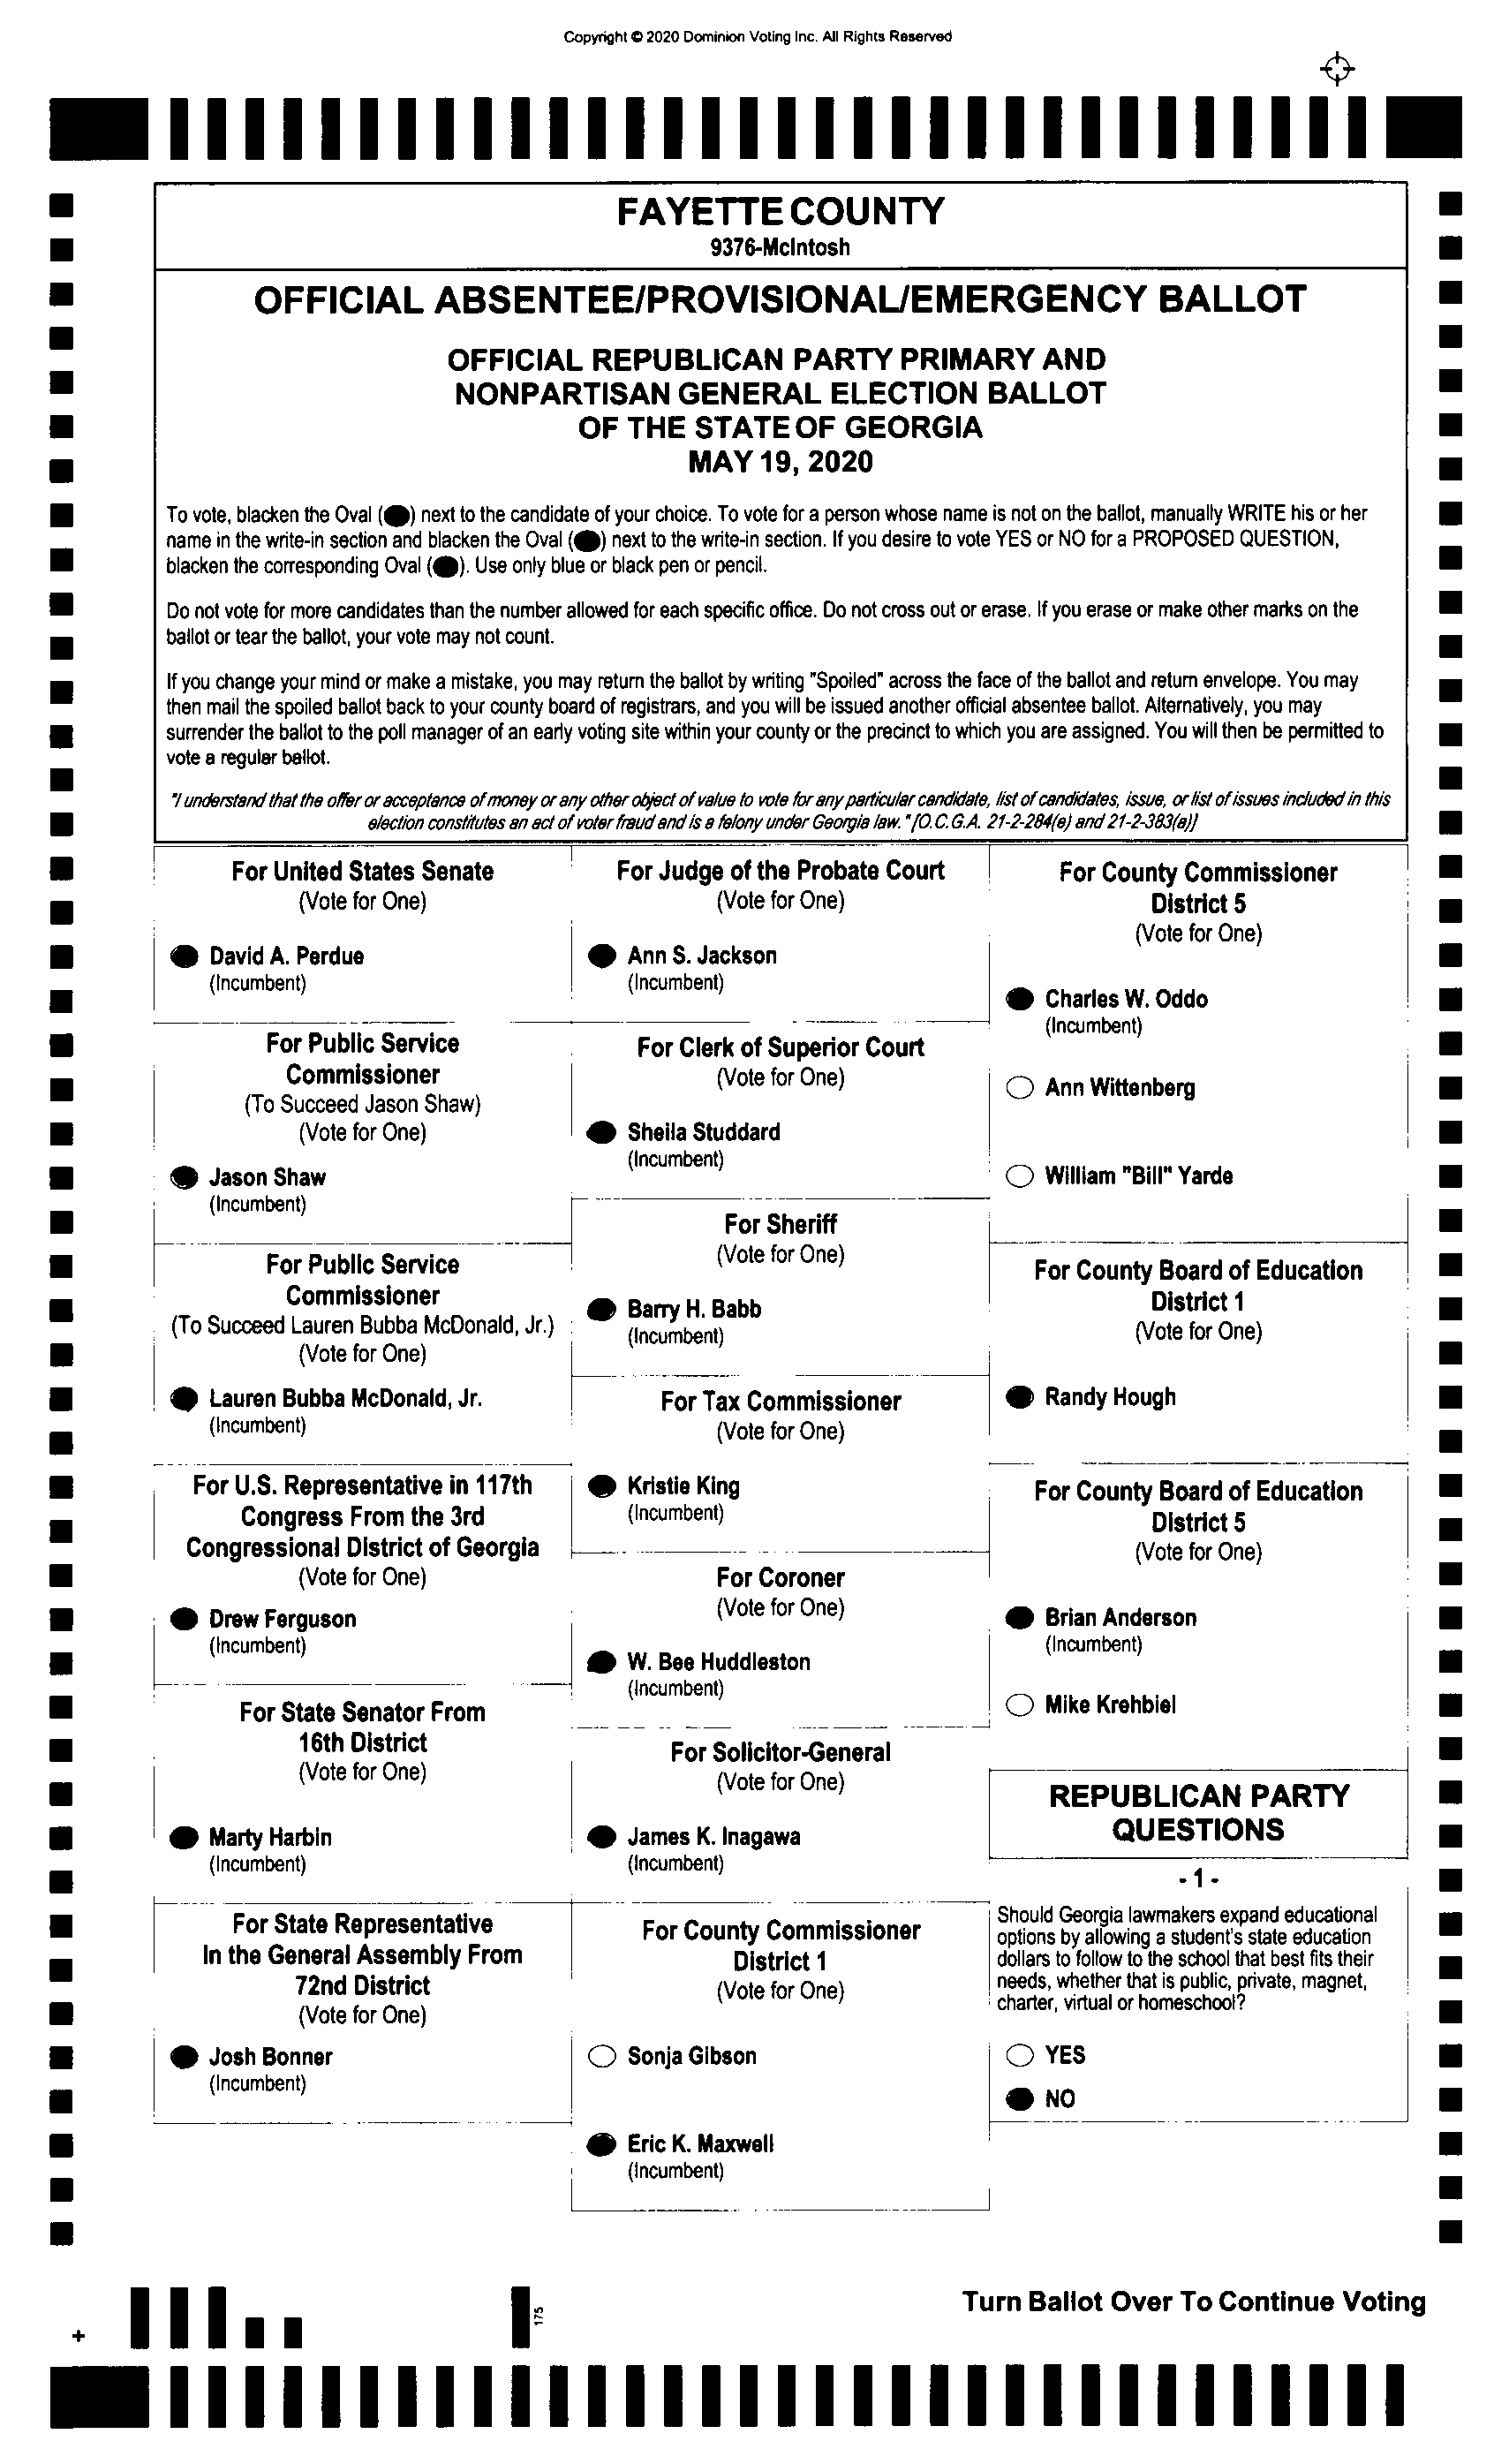 Copyright © 2020 Dominion Voting Inc. All Rights Reserved
FAYETTE COUNTY
9376-McIntosh
OFFICIAL ABSENTEE/PROVISIONAL/EMERGENCY BALLOT
OFFICIAL REPUBLICAN PARTY PRIMARY AND
NONPARTISAN GENERAL ELECTION BALLOT
OF THE STATE OF GEORGIA
MAY 19, 2020
To vote, blacken the Oval (●) next to the candidate of your choice. To vote for a person whose name is not on the ballot, manually WRITE his or her
name in the write-in section and blacken the Oval (●) next to the write-in section. If you desire to vote YES or NO for a PROPOSED QUESTION,
blacken the corresponding Oval (●). Use only blue or black pen or pencil.
Do not vote for more candidates than the number allowed for each specific office. Do not cross out or erase. If you erase or make other marks on the
ballot or tear the ballot, your vote may not count.
If you change your mind or make a mistake, you may return the ballot by writing "Spoiled" across the face of the ballot and return envelope. You may
then mail the spoiled ballot back to your county board of registrars, and you will be issued another official absentee ballot. Alternatively, you may
surrender the ballot to the poll manager of an early voting site within your county or the precinct to which you are assigned. You will then be permitted to
vote a regular ballot.
"I understand that the offer or acceptance of money or any other object of value to vote for any particular candidate, list of candidates, issue, or list of issues included in this
election constitutes an act of voter fraud and is a felony under Georgia law." [O.C.G.A. 21-2-284(e) and 21-2-383(a)]
For United States Senate
(Vote for One)
David A. Perdue
(Incumbent)
For Public Service
Commissioner
(To Succeed Jason Shaw)
(Vote for One)
Jason Shaw
(Incumbent)
For Public Service
Commissioner
(To Succeed Lauren Bubba McDonald, Jr.)
(Vote for One)
Lauren Bubba McDonald, Jr.
(Incumbent)
For U.S. Representative in 117th
Congress From the 3rd
Congressional District of Georgia
(Vote for One)
Drew Ferguson
(Incumbent)
For State Senator From
16th District
(Vote for One)
Marty Harbin
(Incumbent)
For State Representative
In the General Assembly From
72nd District
(Vote for One)
Josh Bonner
(Incumbent)
For Judge of the Probate Court
(Vote for One)
Ann S. Jackson
(Incumbent)
For Clerk of Superior Court
(Vote for One)
Sheila Studdard
(Incumbent)
For Sheriff
(Vote for One)
Barry H. Babb
(Incumbent)
For Tax Commissioner
(Vote for One)
Kristie King
(Incumbent)
For Coroner
(Vote for One)
W. Bee Huddleston
(Incumbent)
For Solicitor-General
(Vote for One)
James K. Inagawa
(Incumbent)
For County Commissioner
District 1
(Vote for One)
Sonja Gibson
Eric K. Maxwell
(Incumbent)
For County Commissioner
District 5
(Vote for One)
Charles W. Oddo
(Incumbent)
Ann Wittenberg
William "Bill" Yarde
For County Board of Education
District 1
(Vote for One)
Randy Hough
For County Board of Education
District 5
(Vote for One)
Brian Anderson
(Incumbent)
Mike Krehbiel
REPUBLICAN PARTY
QUESTIONS
- 1 -
Should Georgia lawmakers expand educational
options by allowing a student's state education
dollars to follow to the school that best fits their
needs, whether that is public, private, magnet,
charter, virtual or homeschool?
YES
NO
Turn Ballot Over To Continue Voting
175
+